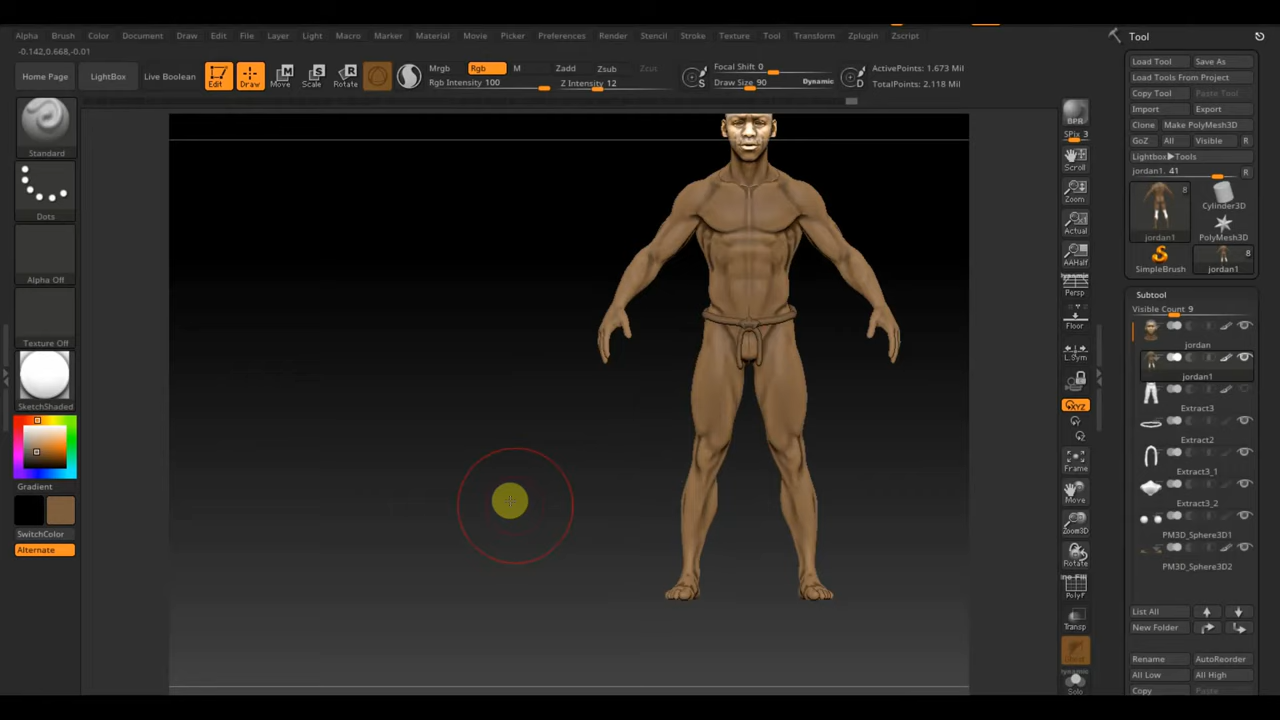 Alpha Brush Color Document Draw Edit File Layer Light Macro Marker Material Movie Picker Preferences Render Stencil Stroke Texture Tool Transform Zplugin Zscript
-0.142,0.668,-0.01
Home Page LightBox Live Boolean Edit Draw Move Scale Rotate
Mrgb Rgb M Zadd Zsub Zcut
Rgb Intensity 100 Z Intensity 12
Focal Shift 0
Draw Size 90 Dynamic
ActivePoints: 1.673 Mil
TotalPoints: 2.118 Mil
Standard
Dots
Alpha Off
Texture Off
SketchShaded
Gradient
SwitchColor
Alternate
BPR
SPix 3
Scroll
Zoom
Actual
AAHalf
Dynamic
Persp
Floor
L.Sym
XYZ
Frame
Move
Zoom3D
Rotate
PolyF
Transp
Solo
Tool
Load Tool Save As
Load Tools From Project
Copy Tool Paste Tool
Import Export
Clone Make PolyMesh3D
GoZ All Visible R
Lightbox▶Tools
jordan1. 41 R
8
jordan1 Cylinder3D
PolyMesh3D
SimpleBrush
8
jordan1
Subtool
Visible Count 9
jordan
jordan1
Extract3
Extract2
Extract3_1
Extract3_2
PM3D_Sphere3D1
PM3D_Sphere3D2
List All
New Folder
Rename AutoReorder
All Low All High
Copy Paste